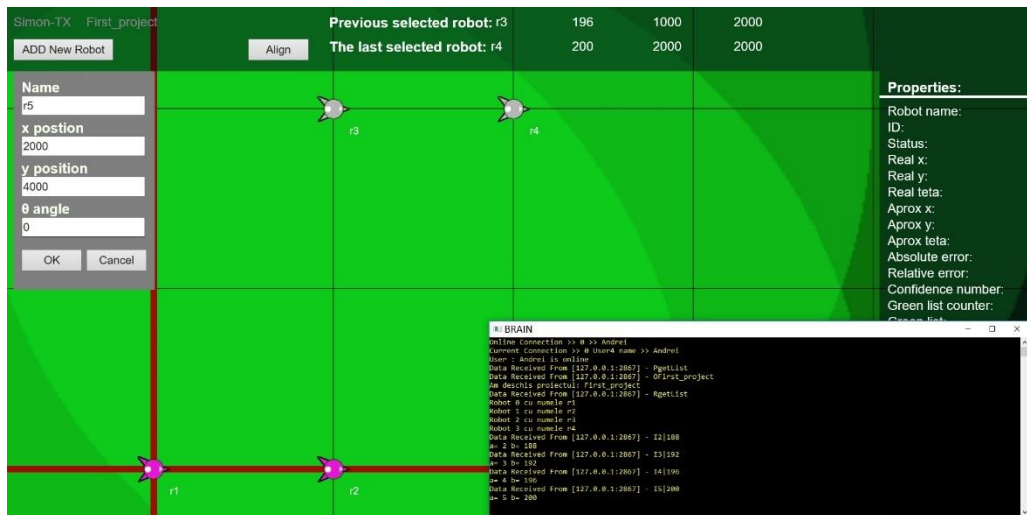 Simon-TX First_project
Previous selected robot: r3 196 1000 2000
ADD New Robot
Align
The last selected robot: r4 200 2000 2000
Name
r5
x postion
2000
y position
4000
θ angle
0
OK Cancel
r3
r4
r1
r2
Properties:
Robot name:
ID:
Status:
Real x:
Real y:
Real teta:
Aprox x:
Aprox y:
Aprox teta:
Absolute error:
Relative error:
Confidence number:
Green list counter:
Green list:
BRAIN
Online Connection >> 0 >> Andrei
Current Connection >> 0 User4 name >> Andrei
User : Andrei is online
Data Received From [127.0.0.1:2867] - PgetList
Data Received From [127.0.0.1:2867] - OFirst_project
Am deschis proiectul: First_project
Data Received From [127.0.0.1:2867] - RgetList
Robot 0 cu numele r1
Robot 1 cu numele r2
Robot 2 cu numele r3
Robot 3 cu numele r4
Data Received From [127.0.0.1:2867] - I2|188
a= 2 b= 188
Data Received From [127.0.0.1:2867] - I3|192
a= 3 b= 192
Data Received From [127.0.0.1:2867] - I4|196
a= 4 b= 196
Data Received From [127.0.0.1:2867] - I5|200
a= 5 b= 200